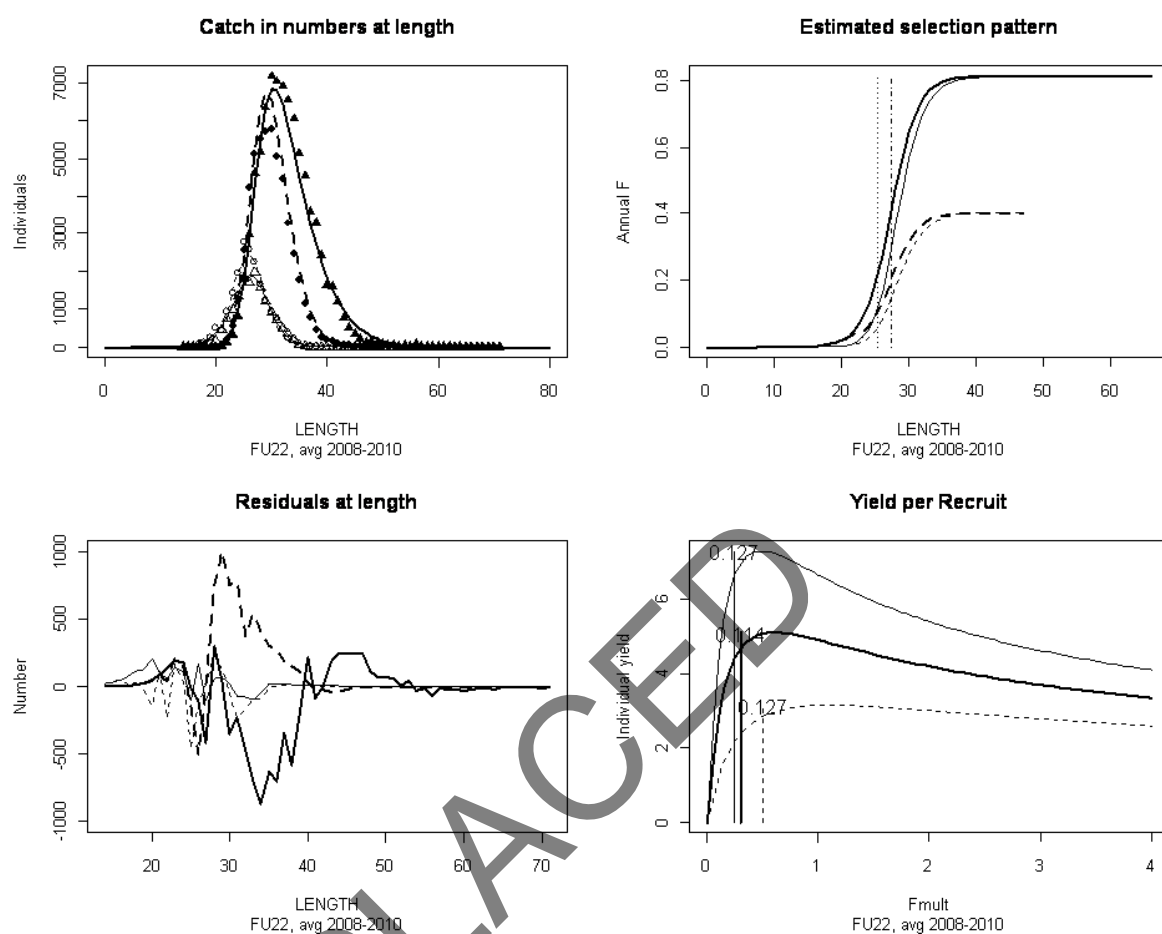 Catch in numbers at length
Individuals
0 1000 3000 5000 7000
0 20 40 60 80
LENGTH
FU22, avg 2008-2010
Estimated selection pattern
Annual F
0.0 0.2 0.4 0.6 0.8
0 10 20 30 40 50 60
LENGTH
FU22, avg 2008-2010
Residuals at length
Number
-1000 -500 0 500 1000
20 30 40 50 60 70
LENGTH
FU22, avg 2008-2010
Yield per Recruit
Individual yield
0 2 4 6
0.127
0.114
0.127
0 1 2 3 4
Fmult
FU22, avg 2008-2010
LACED